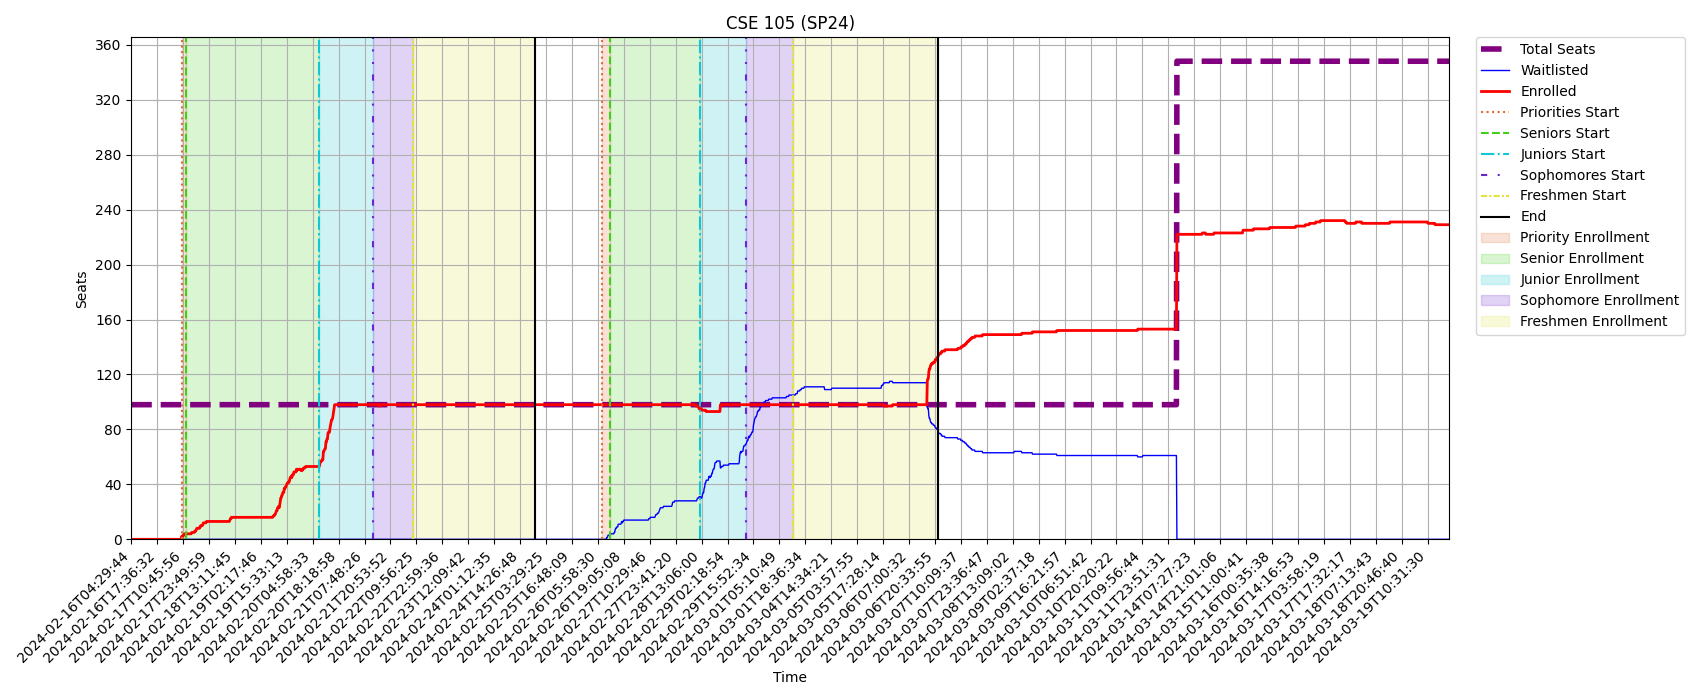 CSE 105 (SP24)
Seats
360
320
280
240
200
160
120
80
40
0
2024-02-16T04:29:44
2024-02-16T17:36:32
2024-02-17T10:45:56
2024-02-17T23:49:59
2024-02-18T13:11:45
2024-02-19T02:17:46
2024-02-19T15:33:13
2024-02-20T04:58:33
2024-02-20T18:18:58
2024-02-21T07:48:26
2024-02-21T20:53:52
2024-02-22T09:56:25
2024-02-22T22:59:36
2024-02-23T12:09:42
2024-02-24T01:12:35
2024-02-24T14:26:48
2024-02-25T03:29:25
2024-02-25T16:48:09
2024-02-26T05:58:30
2024-02-26T19:05:08
2024-02-27T10:29:46
2024-02-27T23:41:20
2024-02-28T13:06:00
2024-02-29T02:18:54
2024-02-29T15:52:34
2024-03-01T05:10:49
2024-03-01T18:36:34
2024-03-04T14:34:21
2024-03-05T03:57:55
2024-03-05T17:28:14
2024-03-06T07:00:32
2024-03-06T20:33:55
2024-03-07T10:09:37
2024-03-07T23:36:47
2024-03-08T13:09:02
2024-03-09T02:37:18
2024-03-09T16:21:57
2024-03-10T06:51:42
2024-03-10T20:20:22
2024-03-11T09:56:44
2024-03-11T23:51:31
2024-03-14T07:27:23
2024-03-14T21:01:06
2024-03-15T11:00:41
2024-03-16T00:35:38
2024-03-16T14:16:53
2024-03-17T03:58:19
2024-03-17T17:32:17
2024-03-18T07:13:43
2024-03-18T20:46:40
2024-03-19T10:31:30
Time
Total Seats
Waitlisted
Enrolled
Priorities Start
Seniors Start
Juniors Start
Sophomores Start
Freshmen Start
End
Priority Enrollment
Senior Enrollment
Junior Enrollment
Sophomore Enrollment
Freshmen Enrollment